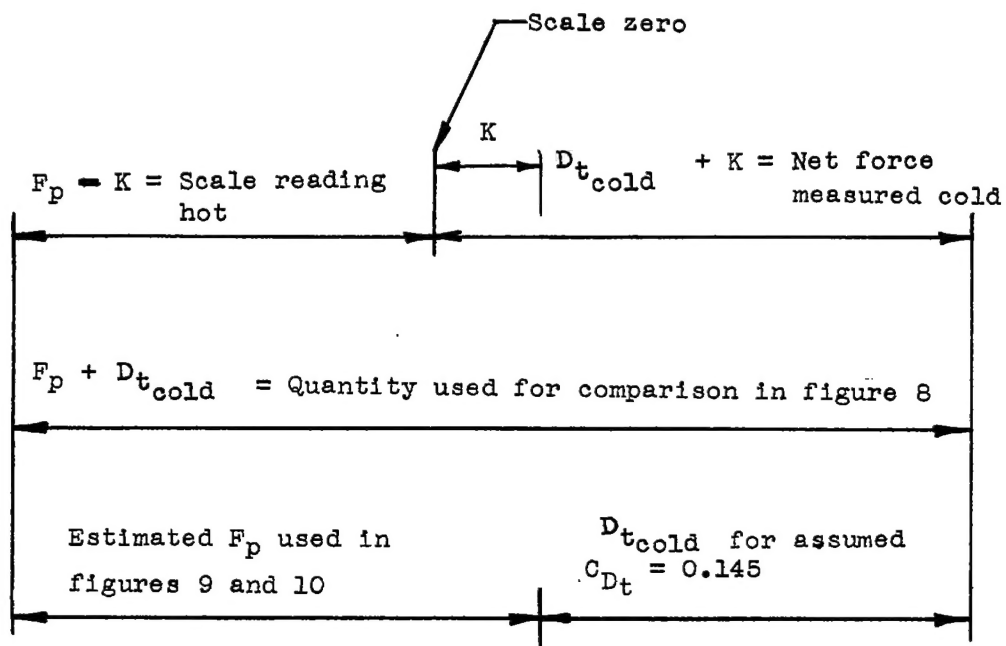 Scale zero
K
F_p - K = Scale reading
hot
D_t_cold + K = Net force
measured cold
F_p + D_t_cold = Quantity used for comparison in figure 8
Estimated F_p used in
figures 9 and 10
D_t_cold for assumed
C_D_t = 0.145